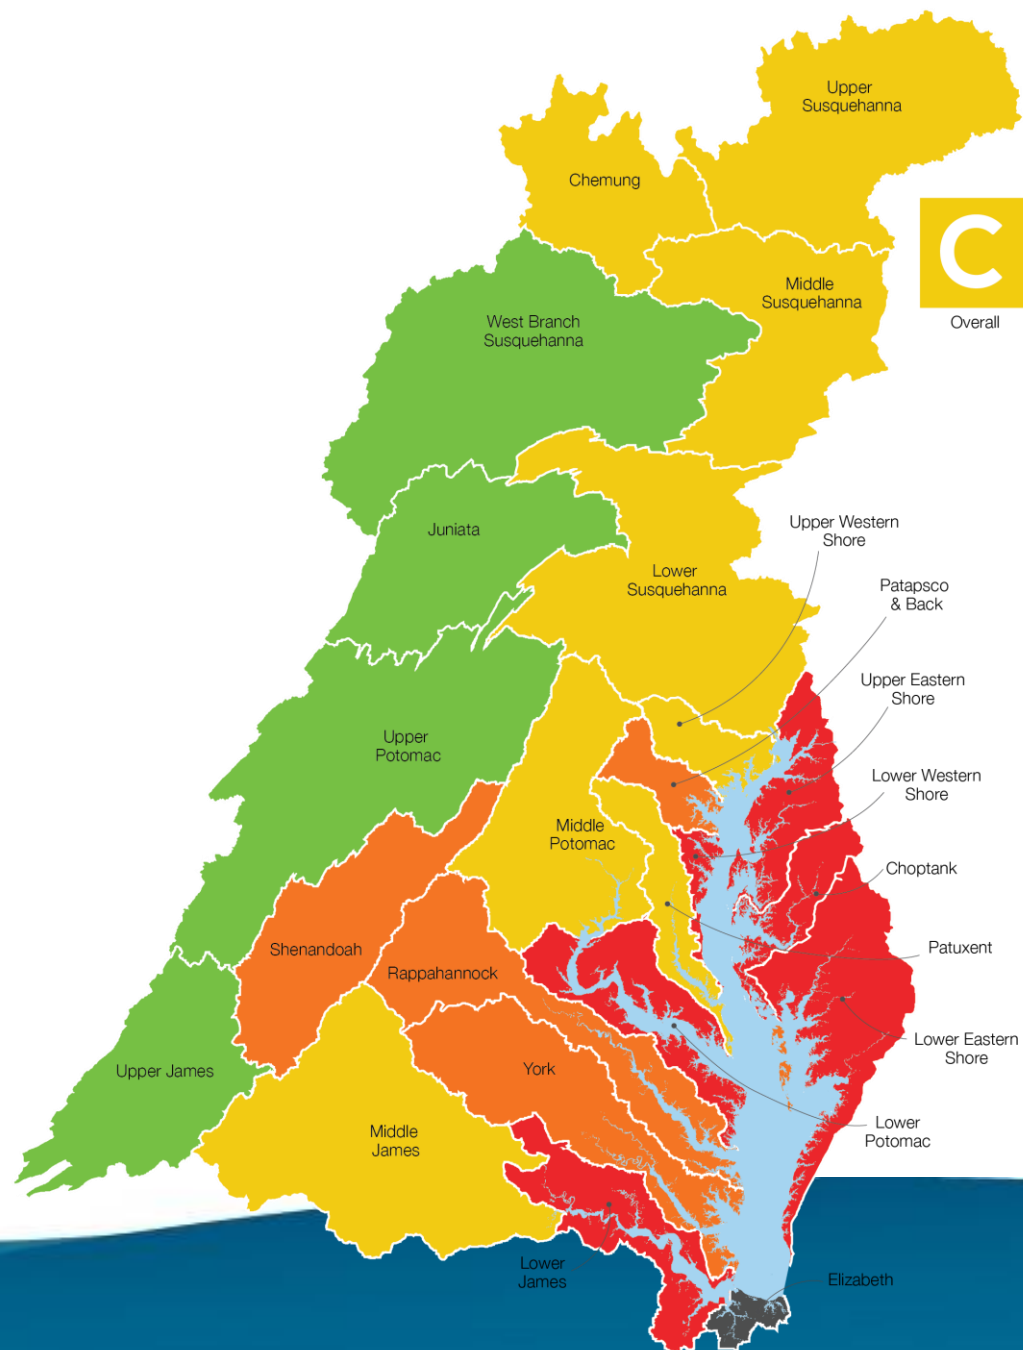 Upper
Susquehanna
Chemung
C
Overall
Middle
Susquehanna
West Branch
Susquehanna
Upper Western
Shore
Juniata
Lower
Susquehanna
Patapsco
& Back
Upper Eastern
Shore
Upper
Potomac
Lower Western
Shore
Middle
Potomac
Choptank
Shenandoah
Rappahannock
Patuxent
Lower Eastern
Shore
Upper James
York
Lower
Potomac
Middle
James
Lower
James
Elizabeth